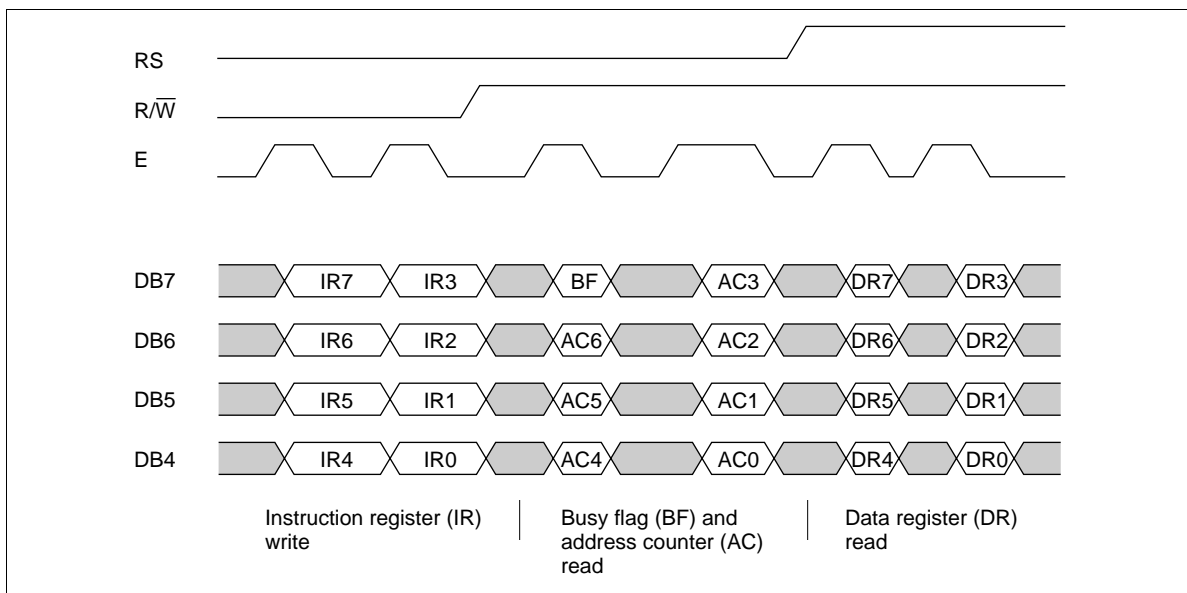 RS
R/W̅
E
DB7 IR7 IR3 BF AC3 DR7 DR3
DB6 IR6 IR2 AC6 AC2 DR6 DR2
DB5 IR5 IR1 AC5 AC1 DR5 DR1
DB4 IR4 IR0 AC4 AC0 DR4 DR0
Instruction register (IR)
write
Busy flag (BF) and
address counter (AC)
read
Data register (DR)
read